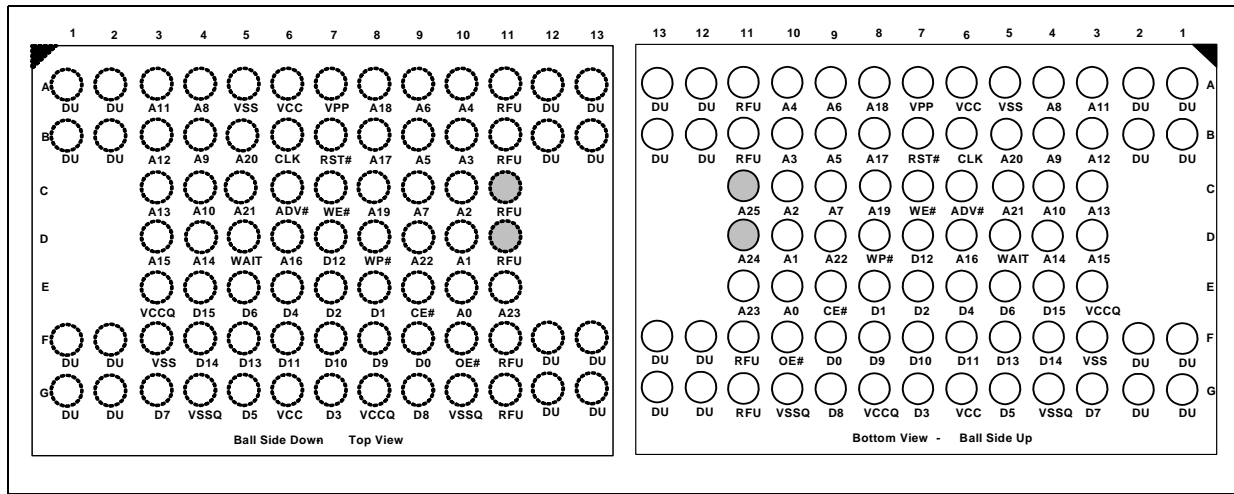 1 2 3 4 5 6 7 8 9 10 11 12 13
A
DU DU A11 A8 VSS VCC VPP A18 A6 A4 RFU DU DU
B
DU DU A12 A9 A20 CLK RST# A17 A5 A3 RFU DU DU
C
A13 A10 A21 ADV# WE# A19 A7 A2 RFU
D
A15 A14 WAIT A16 D12 WP# A22 A1 RFU
E
VCCQ D15 D6 D4 D2 D1 CE# A0 A23
F
DU DU VSS D14 D13 D11 D10 D9 D0 OE# RFU DU DU
G
DU DU D7 VSSQ D5 VCC D3 VCCQ D8 VSSQ RFU DU DU
Ball Side Down- Top View
13 12 11 10 9 8 7 6 5 4 3 2 1
A
DU DU RFU A4 A6 A18 VPP VCC VSS A8 A11 DU DU
B
DU DU RFU A3 A5 A17 RST# CLK A20 A9 A12 DU DU
C
A25 A2 A7 A19 WE# ADV# A21 A10 A13
D
A24 A1 A22 WP# D12 A16 WAIT A14 A15
E
A23 A0 CE# D1 D2 D4 D6 D15 VCCQ
F
DU DU RFU OE# D0 D9 D10 D11 D13 D14 VSS DU DU
G
DU DU RFU VSSQ D8 VCCQ D3 VCC D5 VSSQ D7 DU DU
Bottom View - Ball Side Up